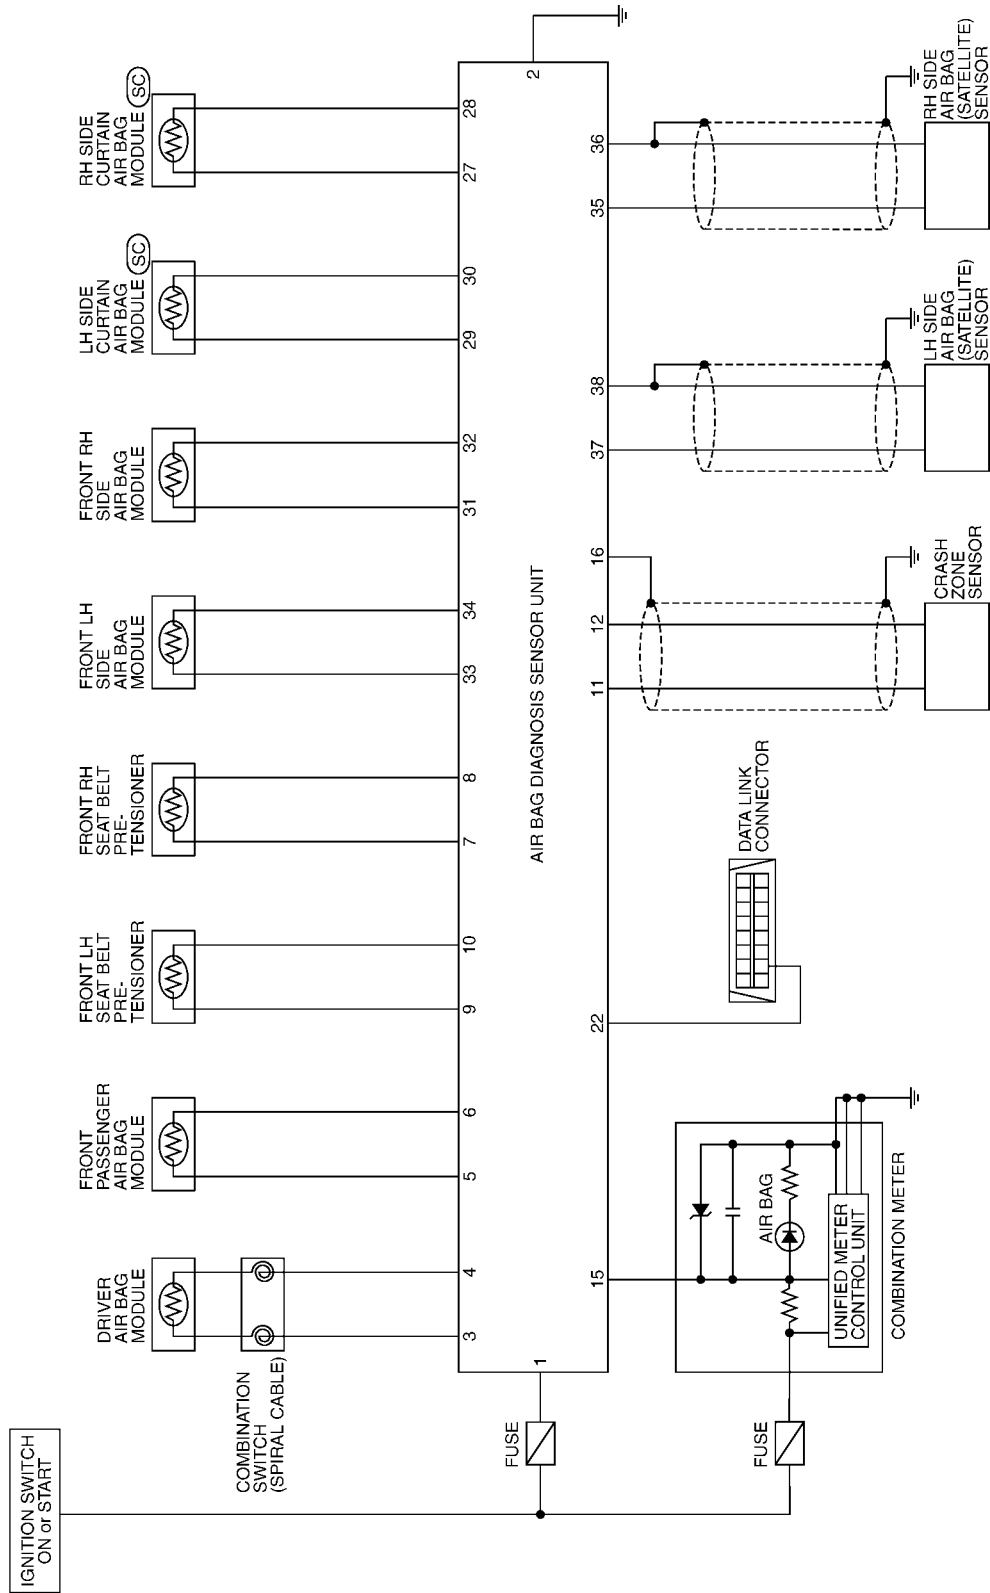 IGNITION SWITCH
ON or START
DRIVER
AIR BAG
MODULE
FRONT
PASSENGER
AIR BAG
MODULE
FRONT LH
SEAT BELT
PRE-
TENSIONER
FRONT RH
SEAT BELT
PRE-
TENSIONER
FRONT LH
SIDE
AIR BAG
MODULE
FRONT RH
SIDE
AIR BAG
MODULE
LH SIDE
CURTAIN
AIR BAG
MODULE
SC
RH SIDE
CURTAIN
AIR BAG
MODULE
SC
COMBINATION
SWITCH
(SPIRAL CABLE)
3
4
5
6
9
10
7
8
33
34
31
32
29
30
27
28
FUSE
1
AIR BAG DIAGNOSIS SENSOR UNIT
2
15
22
11
12
16
37
38
35
36
FUSE
AIR BAG
UNIFIED METER
CONTROL UNIT
COMBINATION METER
DATA LINK
CONNECTOR
CRASH
ZONE
SENSOR
LH SIDE
AIR BAG
(SATELLITE)
SENSOR
RH SIDE
AIR BAG
(SATELLITE)
SENSOR